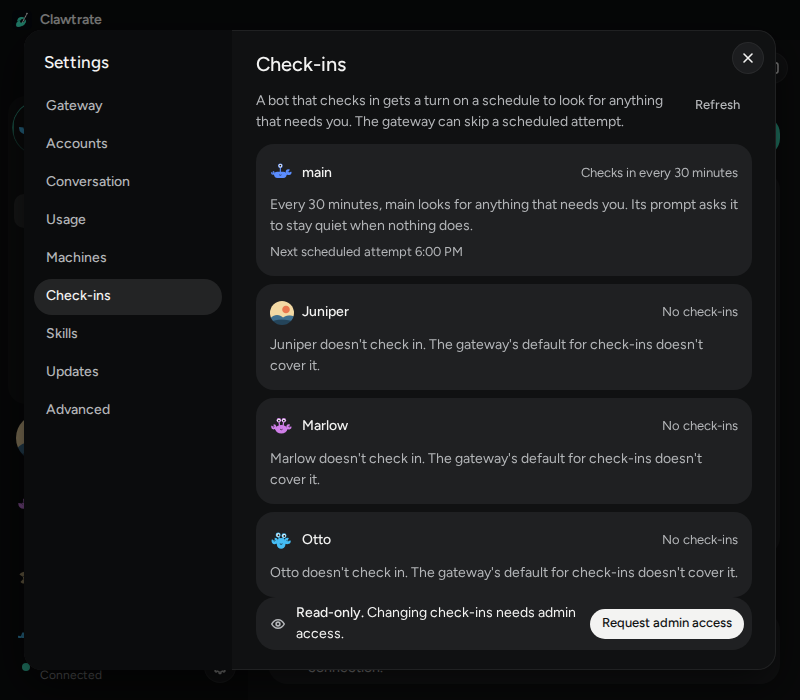 Clawtrate
Settings
Gateway
Accounts
Conversation
Usage
Machines
Check-ins
Skills
Updates
Advanced
Connected
Check-ins
A bot that checks in gets a turn on a schedule to look for anything
that needs you. The gateway can skip a scheduled attempt.
Refresh
main
Checks in every 30 minutes
Every 30 minutes, main looks for anything that needs you. Its prompt asks it
to stay quiet when nothing does.
Next scheduled attempt 6:00 PM
Juniper
No check-ins
Juniper doesn't check in. The gateway's default for check-ins doesn't
cover it.
Marlow
No check-ins
Marlow doesn't check in. The gateway's default for check-ins doesn't
cover it.
Otto
No check-ins
Otto doesn't check in. The gateway's default for check-ins doesn't cover it.
Read-only. Changing check-ins needs admin
access.
Request admin access